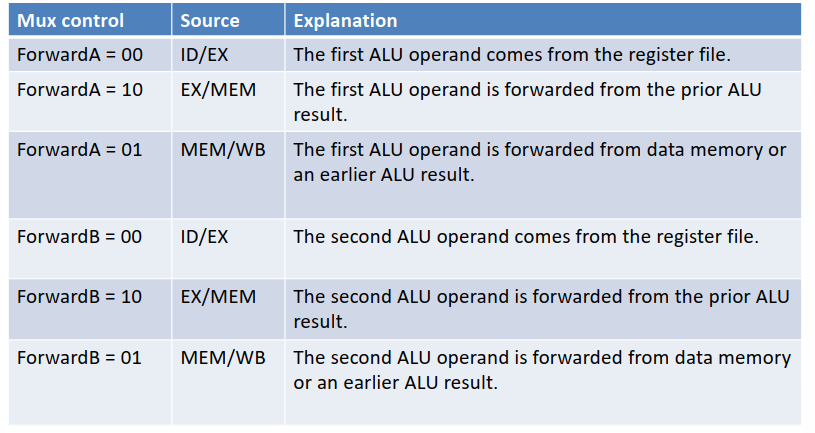 Mux control Source Explanation
ForwardA = 00 ID/EX The first ALU operand comes from the register file.
ForwardA = 10 EX/MEM The first ALU operand is forwarded from the prior ALU
result.
ForwardA = 01 MEM/WB The first ALU operand is forwarded from data memory or
an earlier ALU result.
ForwardB = 00 ID/EX The second ALU operand comes from the register file.
ForwardB = 10 EX/MEM The second ALU operand is forwarded from the prior ALU
result.
ForwardB = 01 MEM/WB The second ALU operand is forwarded from data memory
or an earlier ALU result.